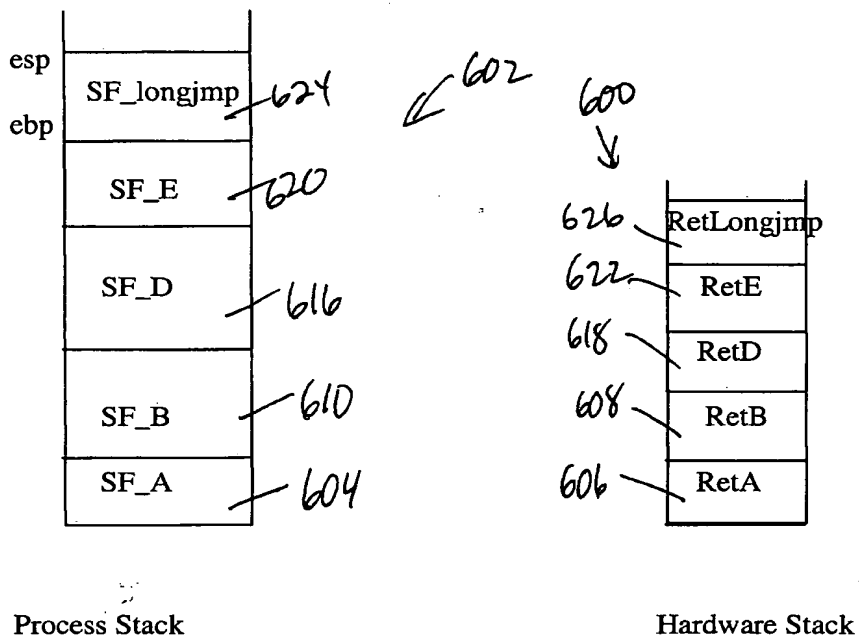 esp
SF_longjmp
624
ebp
602
600
SF_E
620
626
RetLongjmp
622
RetE
SF_D
616
618
RetD
SF_B
610
608
RetB
SF_A
604
606
RetA
Process Stack
Hardware Stack